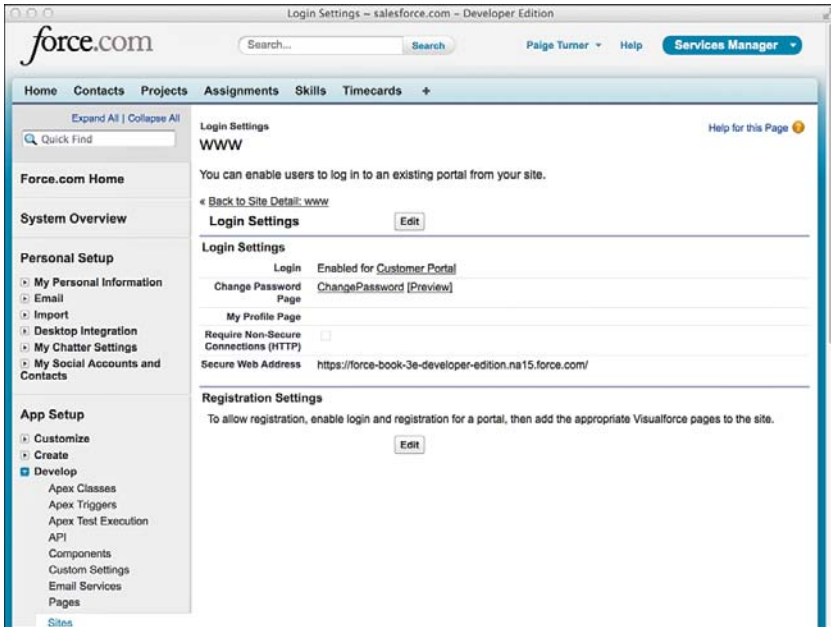 Login Settings ~ salesforce.com – Developer Edition
force.com
Search...
Search
Paige Turner
Help
Services Manager
Home Contacts Projects Assignments Skills Timecards +
Expand All | Collapse All
Quick Find
Force.com Home
System Overview
Personal Setup
My Personal Information
Email
Import
Desktop Integration
My Chatter Settings
My Social Accounts and
Contacts
App Setup
Customize
Create
Develop
Apex Classes
Apex Triggers
Apex Test Execution
API
Components
Custom Settings
Email Services
Pages
Sites
Login Settings
www
Help for this Page
You can enable users to log in to an existing portal from your site.
« Back to Site Detail: www
Login Settings
Edit
Login Settings
Login Enabled for Customer Portal
Change Password
Page
ChangePassword [Preview]
My Profile Page
Require Non-Secure
Connections (HTTP)
Secure Web Address https://force-book-3e-developer-edition.na15.force.com/
Registration Settings
To allow registration, enable login and registration for a portal, then add the appropriate Visualforce pages to the site.
Edit